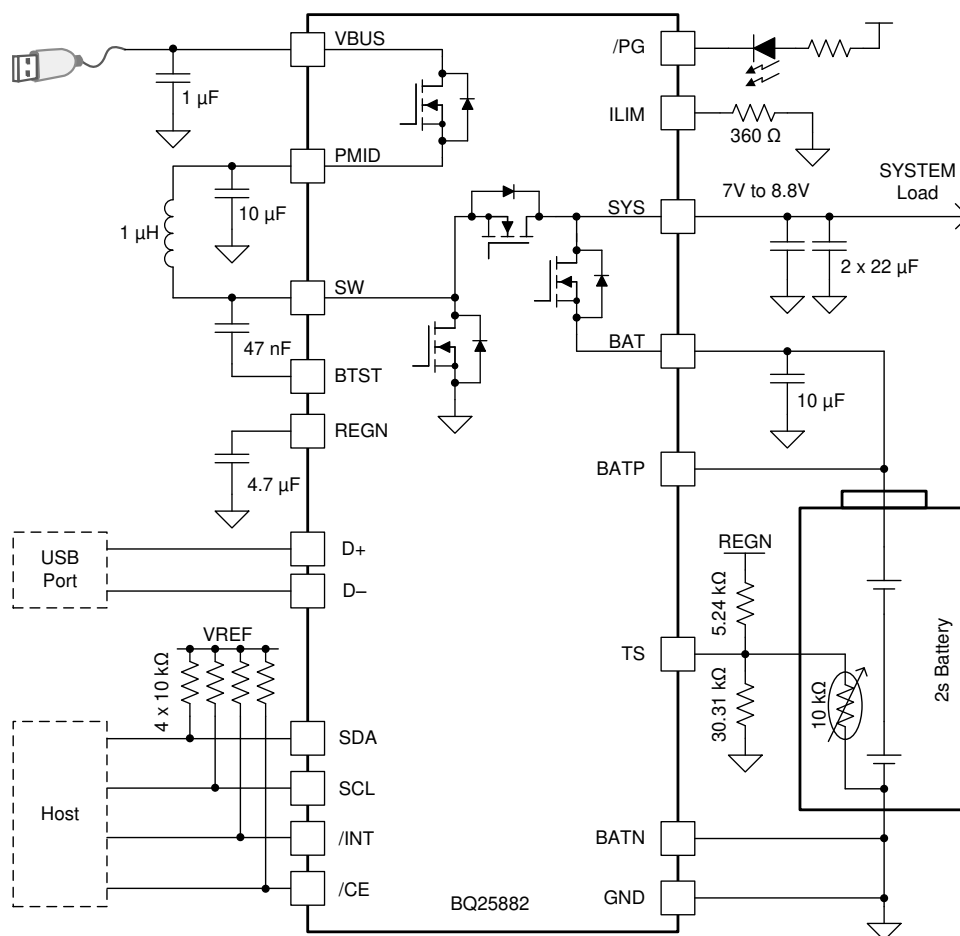 VBUS
/PG
1 µF
ILIM
360 Ω
PMID
10 µF
1 µH
SYS
7V to 8.8V
SYSTEM
Load
2 x 22 µF
SW
47 nF
BTST
BAT
10 µF
REGN
4.7 µF
BATP
USB
Port
D+
D–
REGN
5.24 kΩ
TS
30.31 kΩ
10 kΩ
2s Battery
VREF
4 x 10 kΩ
Host
SDA
SCL
/INT
/CE
BATN
GND
BQ25882